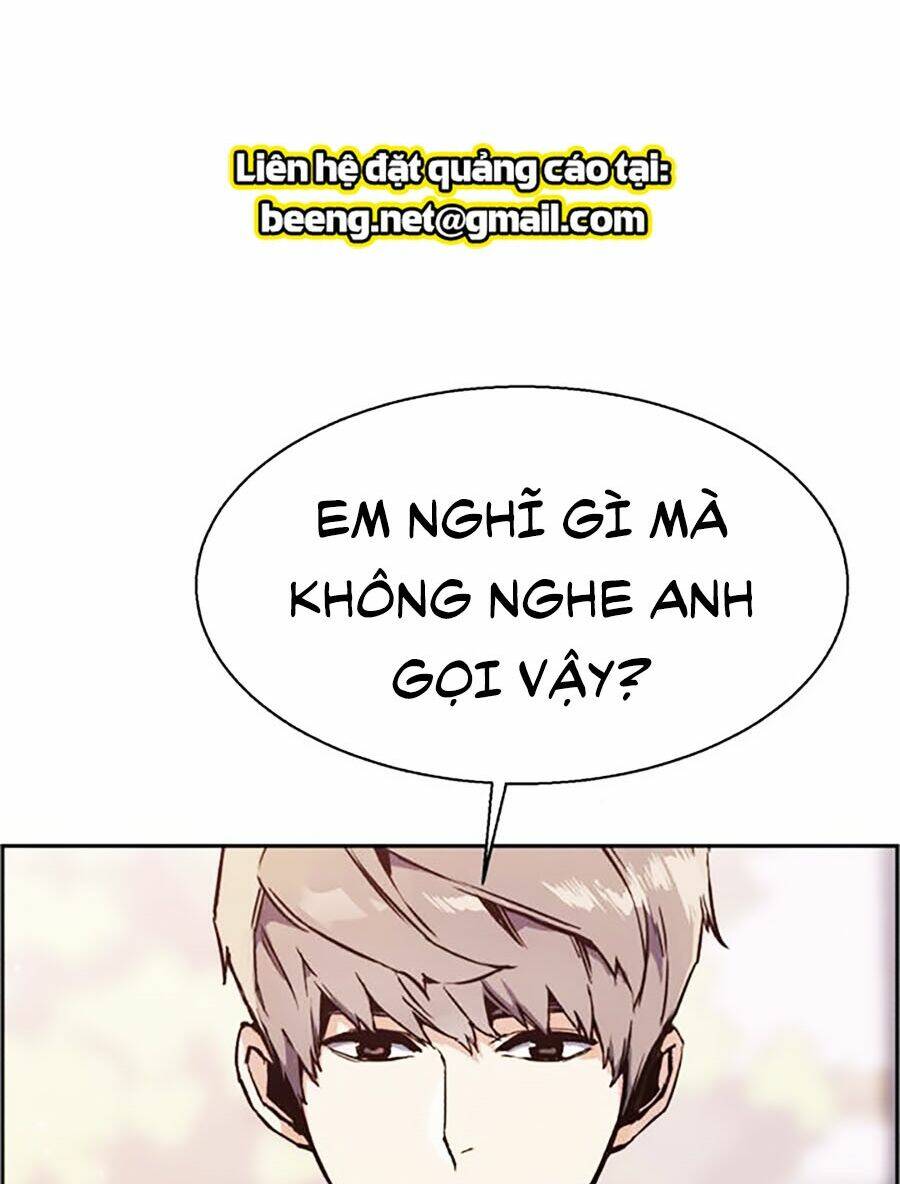 Liên hệ đặt quảng cáo tại:
beeng.net@gmail.com
EM NGHĨ GÌ MÀ
KHÔNG NGHE ANH
GỌI VẬY?